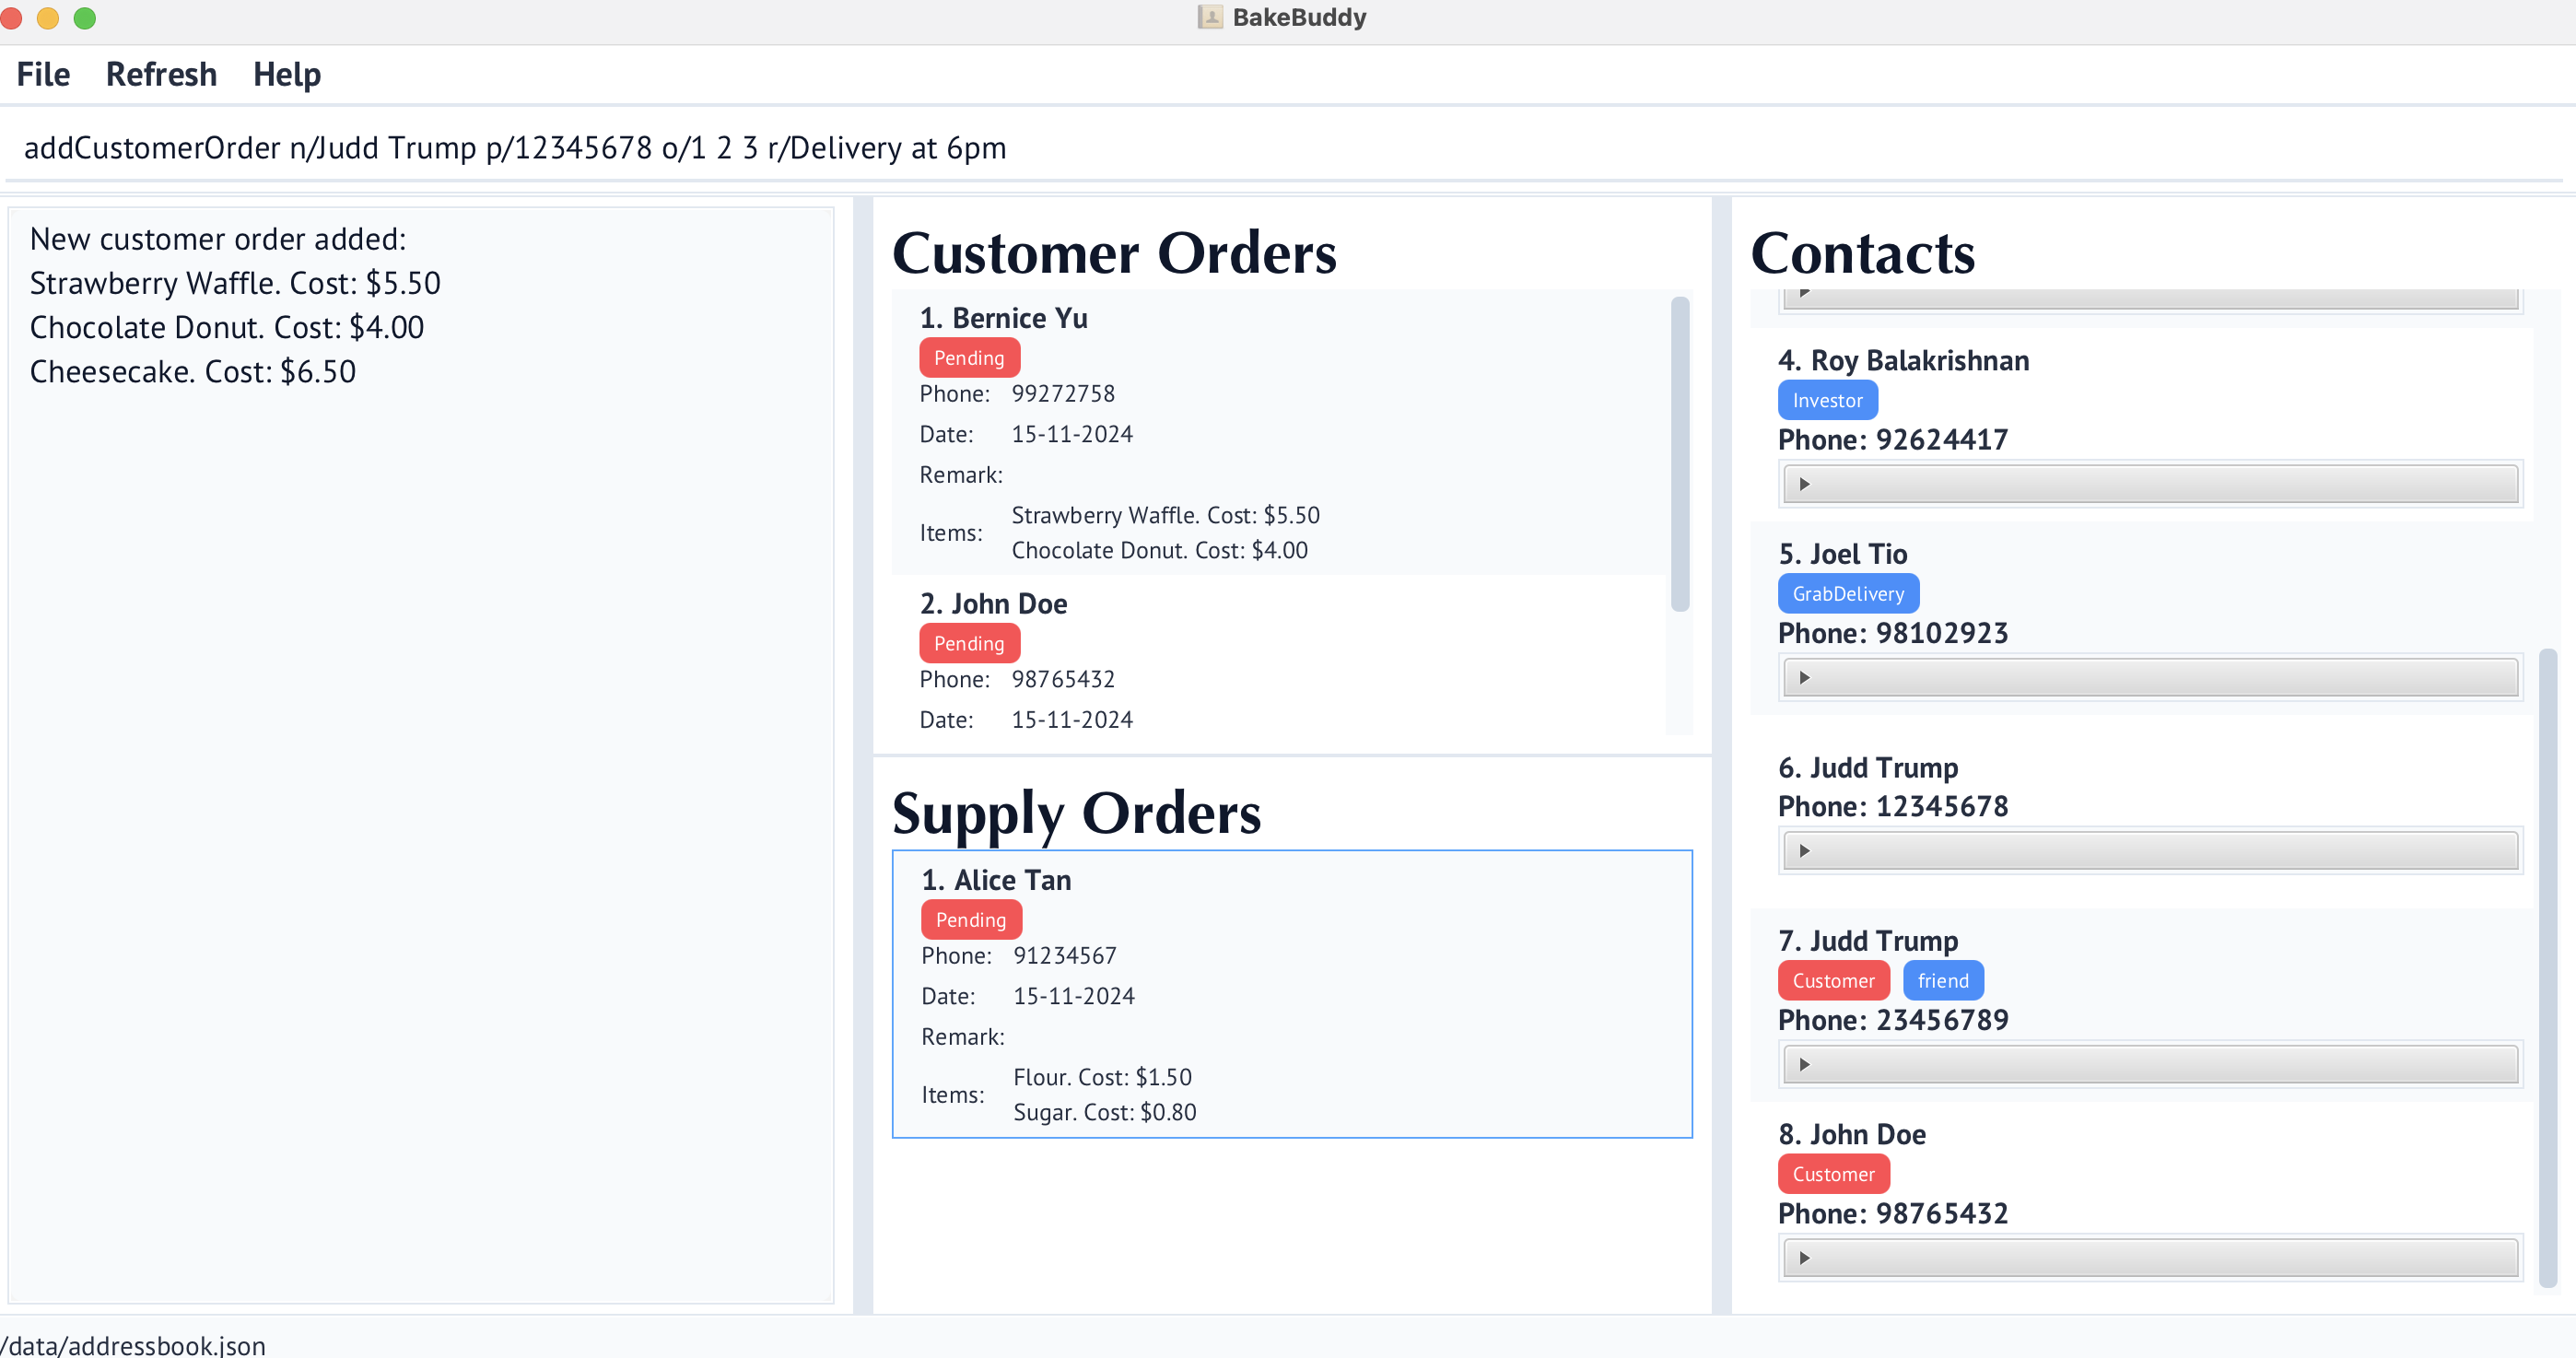 BakeBuddy
File Refresh Help
addCustomerOrder n/Judd Trump p/12345678 o/1 2 3 r/Delivery at 6pm
New customer order added:
Strawberry Waffle. Cost: $5.50
Chocolate Donut. Cost: $4.00
Cheesecake. Cost: $6.50
Customer Orders
1. Bernice Yu
Pending
Phone: 99272758
Date: 15-11-2024
Remark:
Items: Strawberry Waffle. Cost: $5.50
Chocolate Donut. Cost: $4.00
2. John Doe
Pending
Phone: 98765432
Date: 15-11-2024
Supply Orders
1. Alice Tan
Pending
Phone: 91234567
Date: 15-11-2024
Remark:
Items: Flour. Cost: $1.50
Sugar. Cost: $0.80
Contacts
4. Roy Balakrishnan
Investor
Phone: 92624417
5. Joel Tio
GrabDelivery
Phone: 98102923
6. Judd Trump
Phone: 12345678
7. Judd Trump
Customer friend
Phone: 23456789
8. John Doe
Customer
Phone: 98765432
/data/addressbook.json